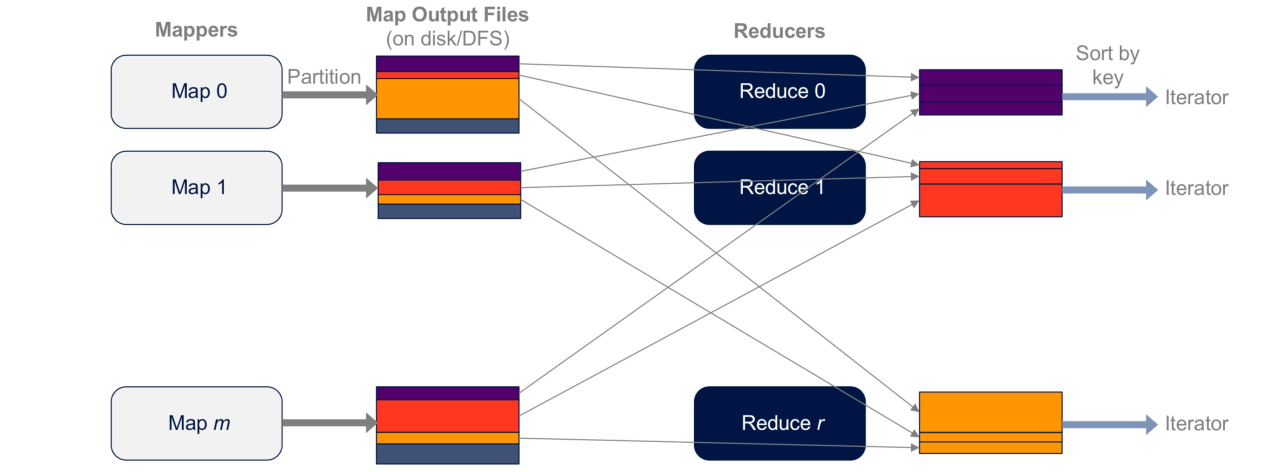 Mappers
Map Output Files
(on disk/DFS)
Reducers
Map 0
Partition
Reduce 0
Sort by
key
Iterator
Map 1
Reduce 1
Iterator
Map m
Reduce r
Iterator